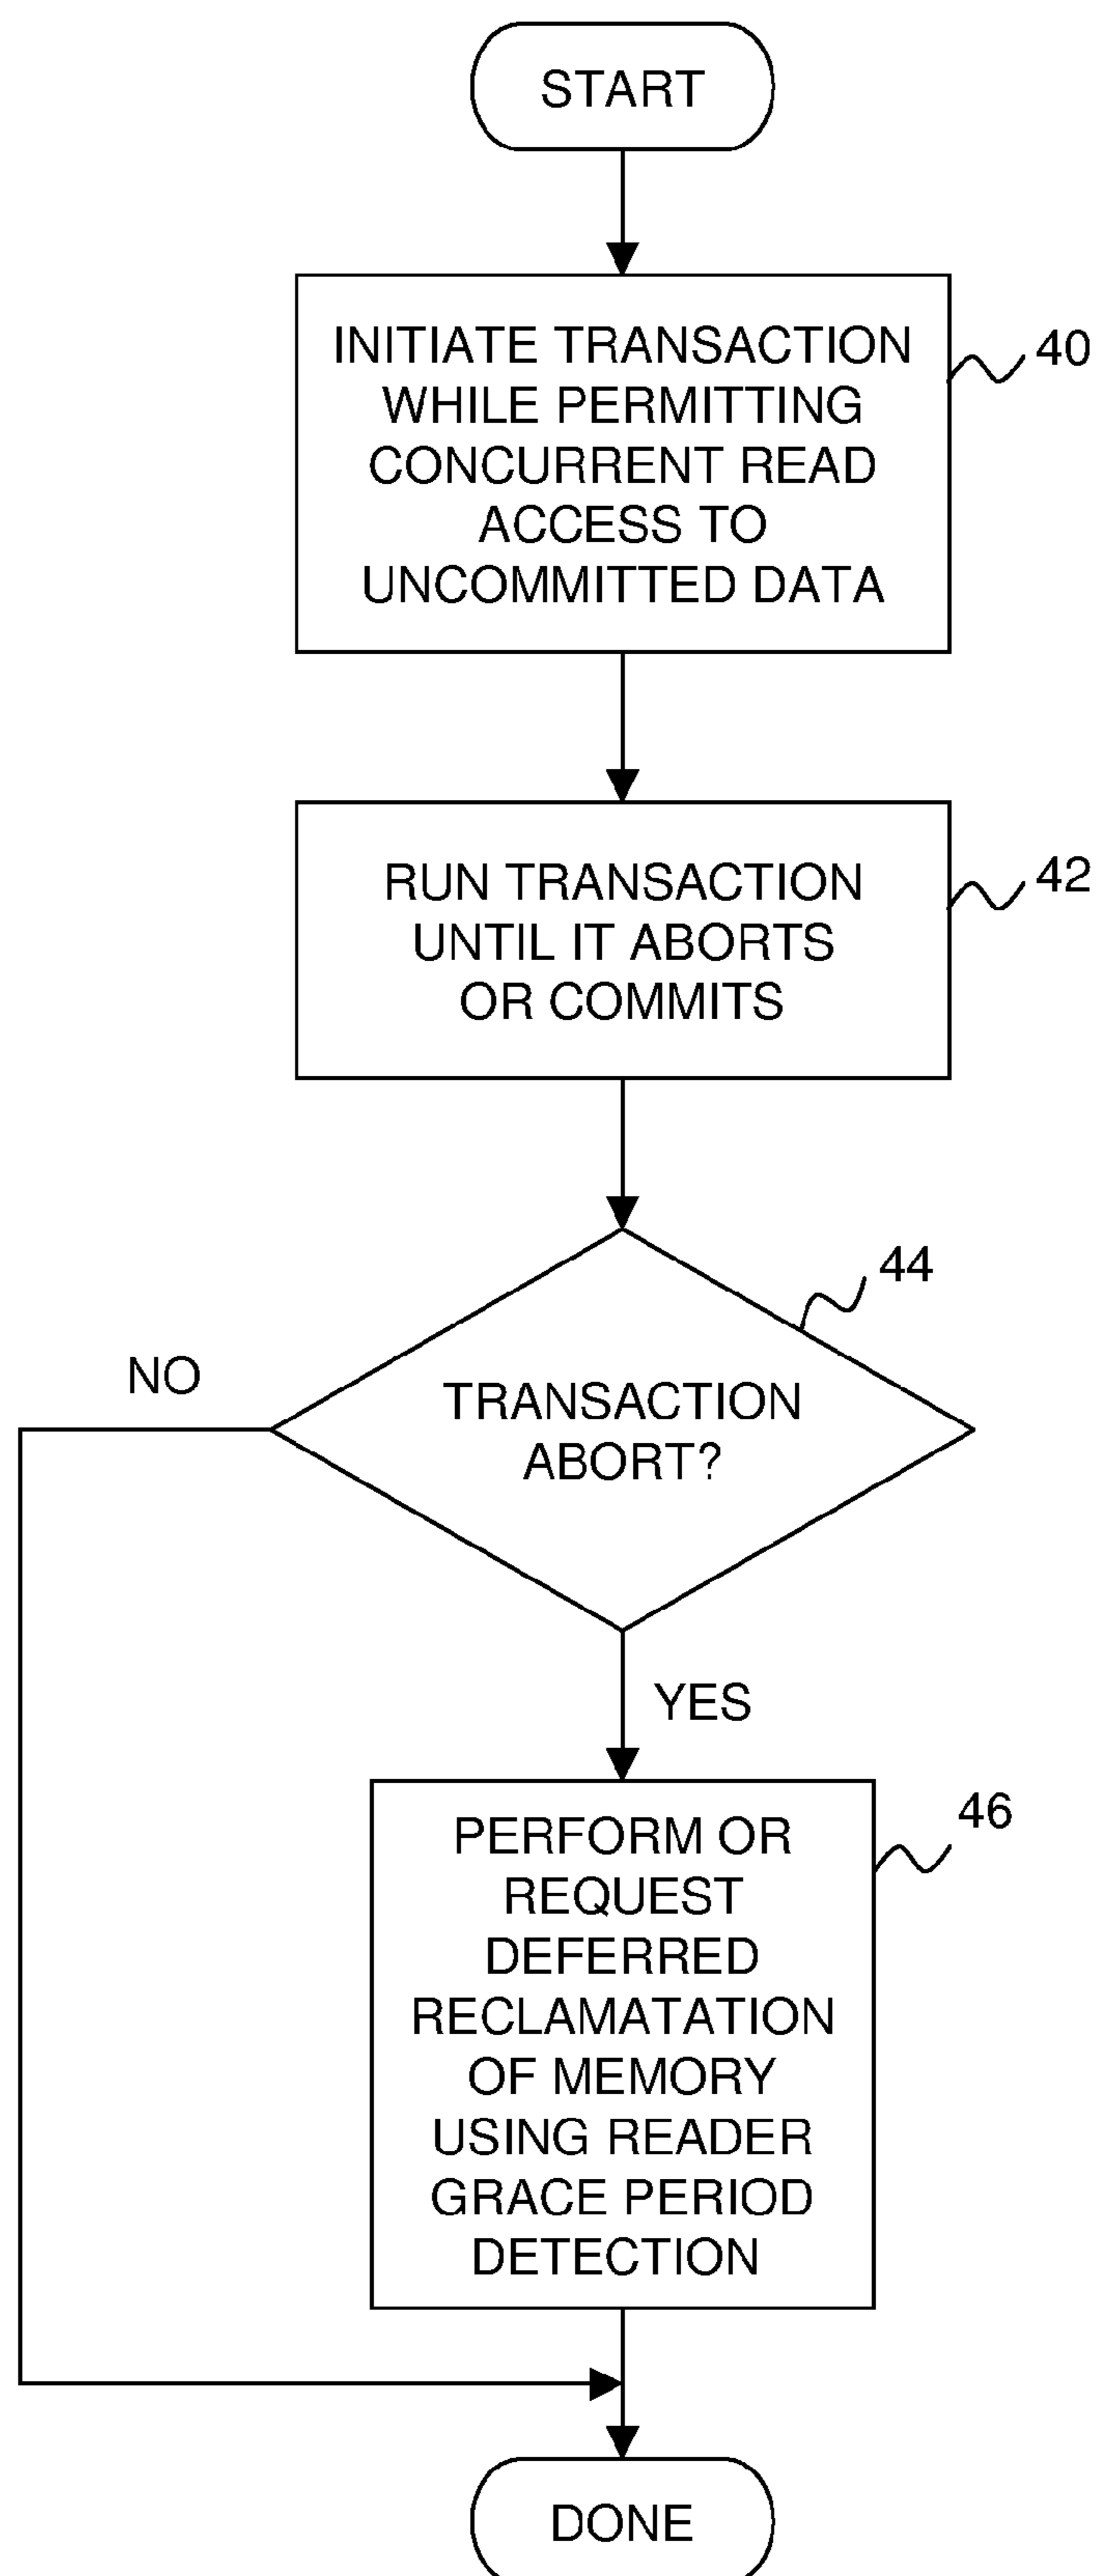 START
INITIATE TRANSACTION
WHILE PERMITTING
CONCURRENT READ
ACCESS TO
UNCOMMITTED DATA
40
RUN TRANSACTION
UNTIL IT ABORTS
OR COMMITS
42
44
NO
TRANSACTION
ABORT?
YES
PERFORM OR
REQUEST
DEFERRED
RECLAMATATION
OF MEMORY
USING READER
GRACE PERIOD
DETECTION
46
DONE